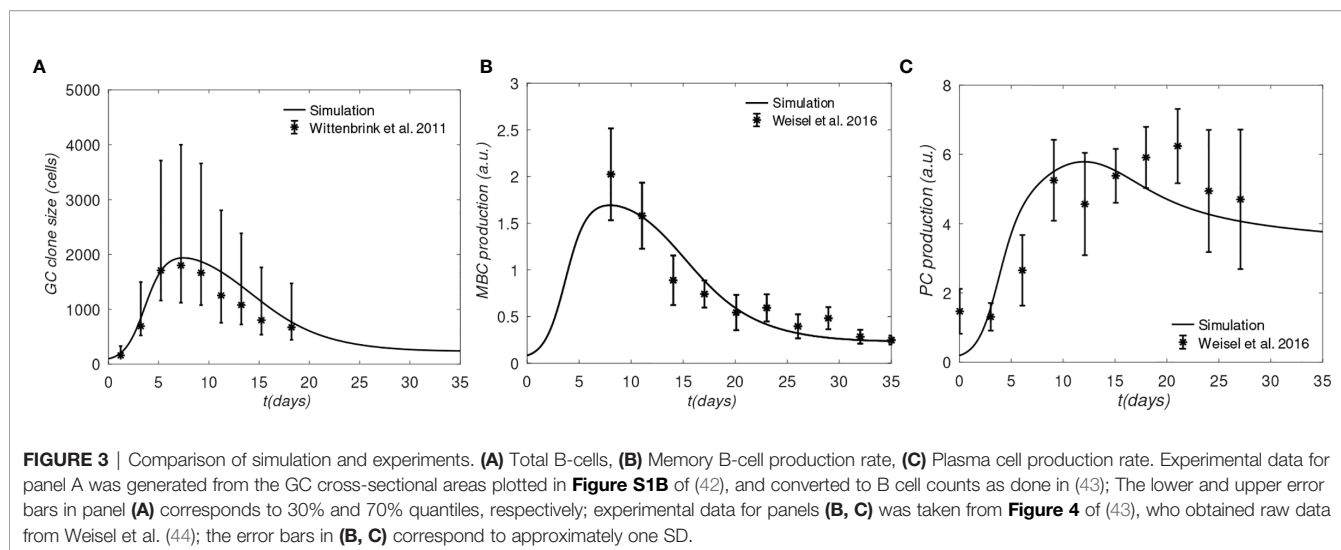 A
GC clone size (cells)
5000
4000
3000
2000
1000
0
Simulation
Wittenbrink et al. 2011
0 5 10 15 20 25 30 35
t(days)
B
MBC production (a.u.)
3
2.5
2
1.5
1
0.5
0
Weisel et al. 2016
Simulation
0 5 10 15 20 25 30 35
t(days)
C
PC production (a.u.)
8
6
4
2
0
Simulation
Weisel et al. 2016
0 5 10 15 20 25 30 35
t(days)
FIGURE 3 | Comparison of simulation and experiments. (A) Total B-cells, (B) Memory B-cell production rate, (C) Plasma cell production rate. Experimental data for
panel A was generated from the GC cross-sectional areas plotted in Figure S1B of (42), and converted to B cell counts as done in (43); The lower and upper error
bars in panel (A) corresponds to 30% and 70% quantiles, respectively; experimental data for panels (B, C) was taken from Figure 4 of (43), who obtained raw data
from Weisel et al. (44); the error bars in (B, C) correspond to approximately one SD.